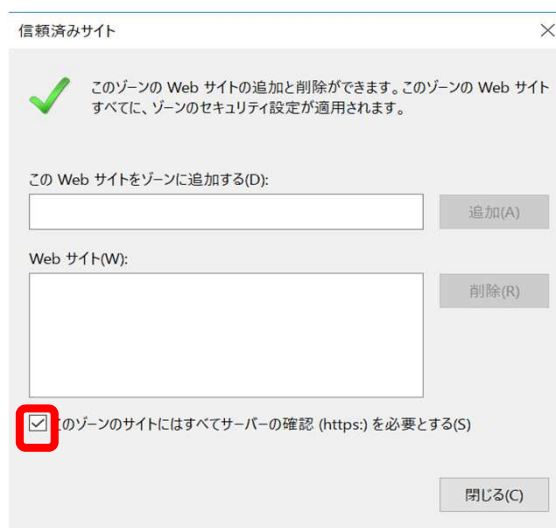 信頼済みサイト
このゾーンの Web サイトの追加と削除ができます。このゾーンの Web サイト
すべてに、ゾーンのセキュリティ設定が適用されます。
この Web サイトをゾーンに追加する(D):
追加(A)
Web サイト(W):
削除(R)
このゾーンのサイトにはすべてサーバーの確認 (https:) を必要とする(S)
閉じる(C)